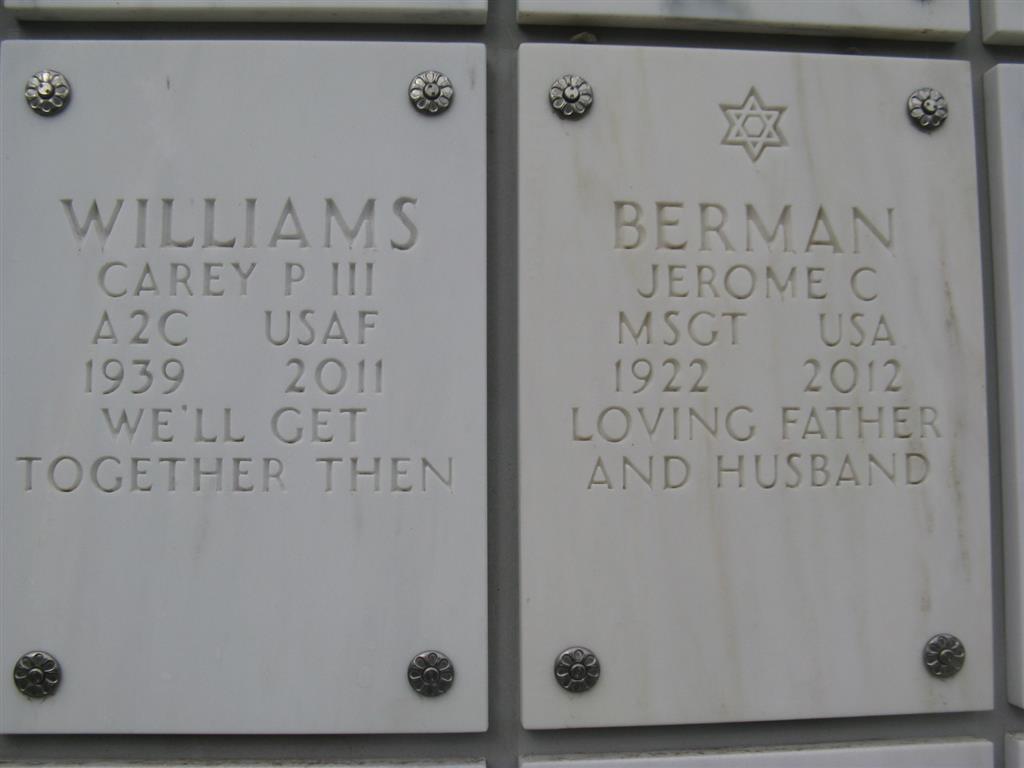 WILLIAMS
CAREY P III
A2C USAF
1939 2011
WE'LL GET
TOGETHER THEN
BERMAN
JEROME C
MSGT USA
1922 2012
LOVING FATHER
AND HUSBAND